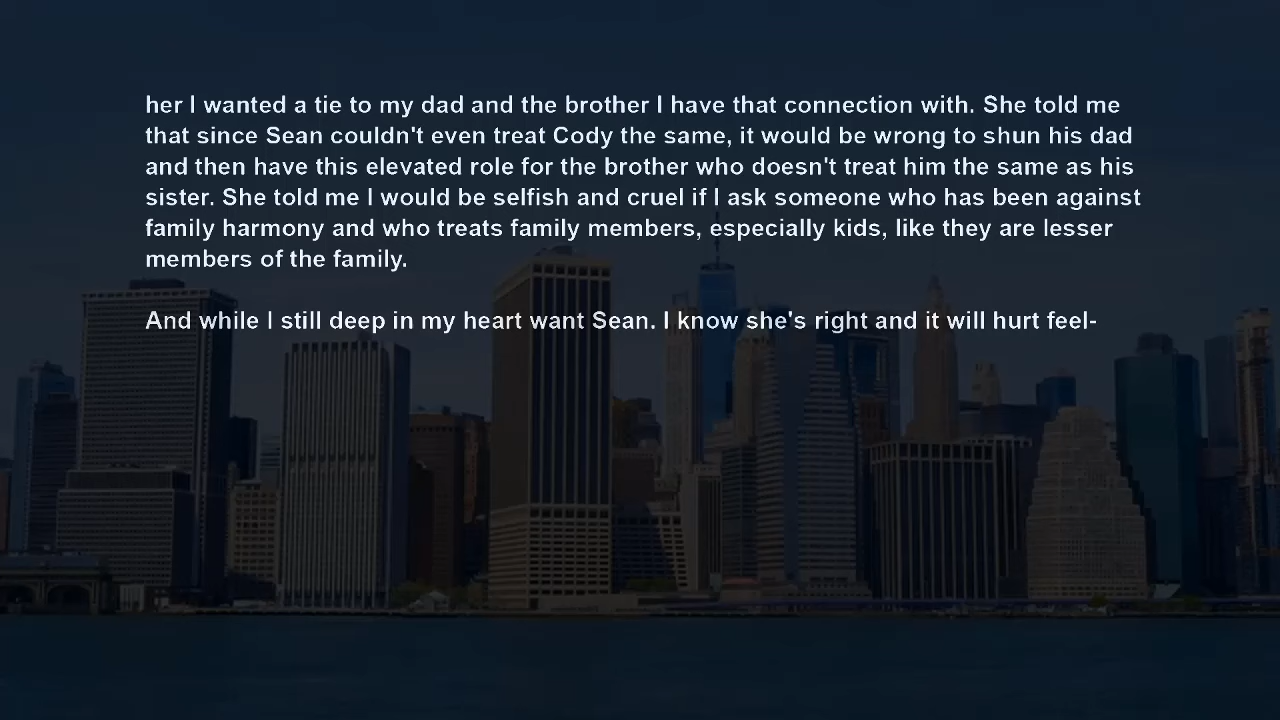 her I wanted a tie to my dad and the brother I have that connection with. She told me
that since Sean couldn't even treat Cody the same, it would be wrong to shun his dad
and then have this elevated role for the brother who doesn't treat him the same as his
sister. She told me I would be selfish and cruel if I ask someone who has been against
family harmony and who treats family members, especially kids, like they are lesser
members of the family.
And while I still deep in my heart want Sean. I know she's right and it will hurt feel-